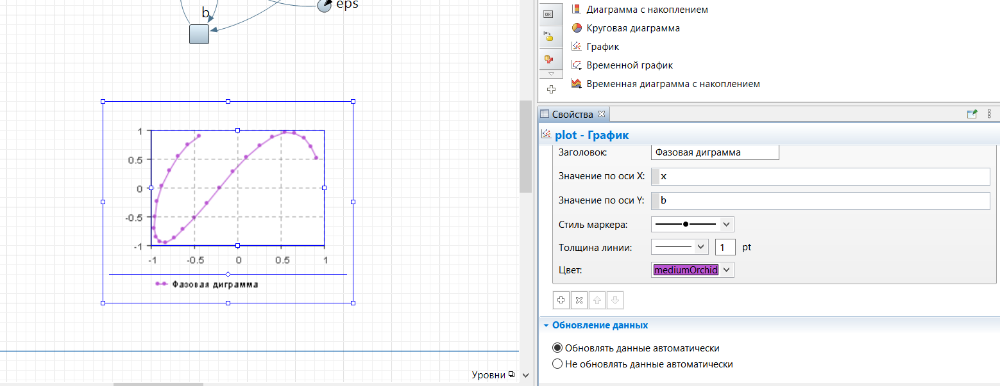 b
eps
1
0.5
0
-0.5
-1
-1 -0.5 0 0.5 1
Фазовая диграмма
Уровни
OK
Диаграмма с накоплением
Круговая диаграмма
График
Временной график
Временная диаграмма с накоплением
Свойства
plot - График
Заголовок: Фазовая диграмма
Значение по оси X: x
Значение по оси Y: b
Стиль маркера:
Толщина линии: 1 pt
Цвет: mediumOrchid
Обновление данных
Обновлять данные автоматически
Не обновлять данные автоматически